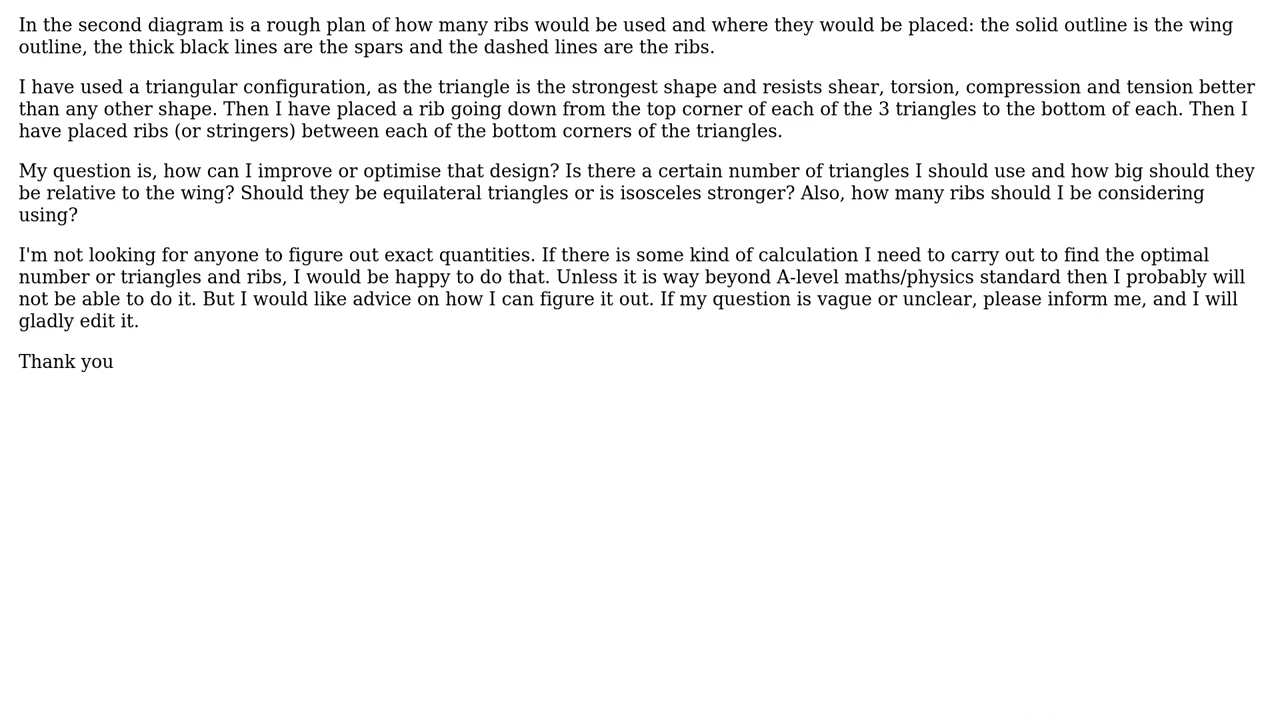 In the second diagram is a rough plan of how many ribs would be used and where they would be placed: the solid outline is the wing
outline, the thick black lines are the spars and the dashed lines are the ribs.
I have used a triangular configuration, as the triangle is the strongest shape and resists shear, torsion, compression and tension better
than any other shape. Then I have placed a rib going down from the top corner of each of the 3 triangles to the bottom of each. Then I
have placed ribs (or stringers) between each of the bottom corners of the triangles.
My question is, how can I improve or optimise that design? Is there a certain number of triangles I should use and how big should they
be relative to the wing? Should they be equilateral triangles or is isosceles stronger? Also, how many ribs should I be considering
using?
I'm not looking for anyone to figure out exact quantities. If there is some kind of calculation I need to carry out to find the optimal
number or triangles and ribs, I would be happy to do that. Unless it is way beyond A-level maths/physics standard then I probably will
not be able to do it. But I would like advice on how I can figure it out. If my question is vague or unclear, please inform me, and I will
gladly edit it.
Thank you